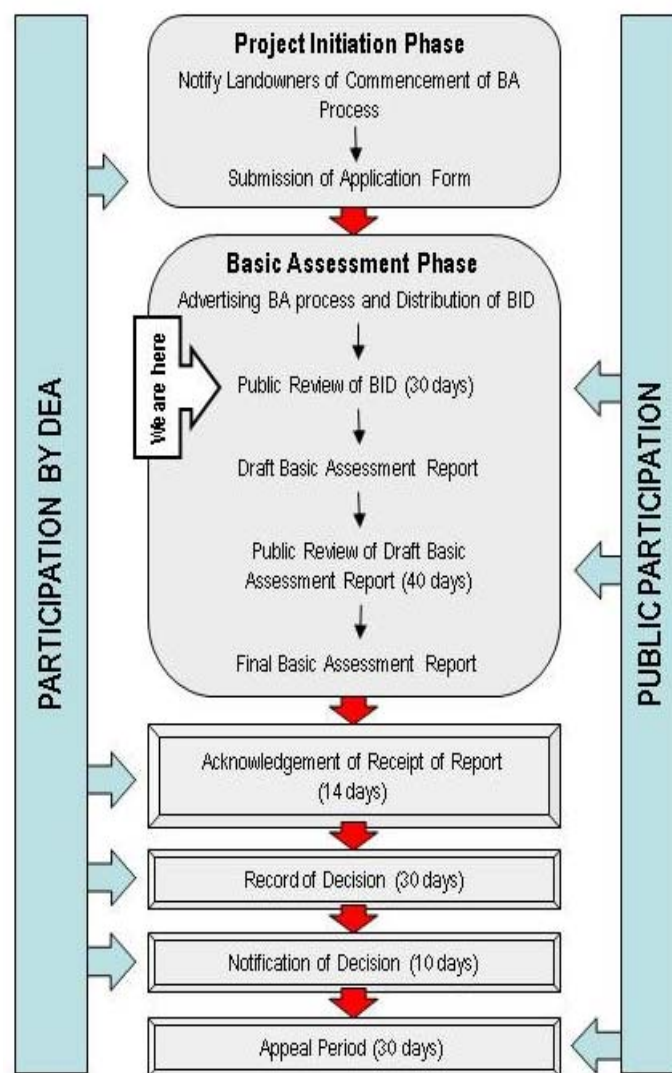 Project Initiation Phase
Notify Landowners of Commencement of BA
Process
Submission of Application Form
Basic Assessment Phase
Advertising BA process and Distribution of BID
We are here
Public Review of BID (30 days)
Draft Basic Assessment Report
Public Review of Draft Basic
Assessment Report (40 days)
Final Basic Assessment Report
Acknowledgement of Receipt of Report
(14 days)
Record of Decision (30 days)
Notification of Decision (10 days)
Appeal Period (30 days)
PARTICIPATION BY DEA
PUBLIC PARTICIPATION